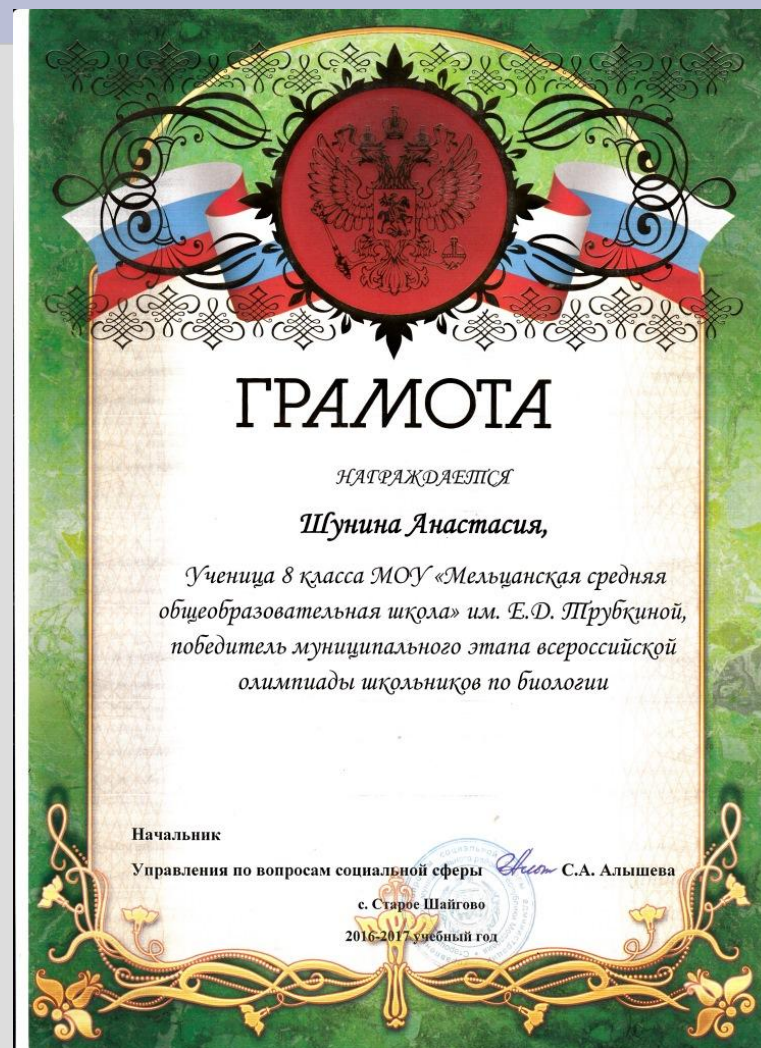 ГРАМОТА
НАГРАЖДАЕТСЯ
Шунина Анастасия,
Ученица 8 класса МОУ «Мельцанская средняя
общеобразовательная школа» им. Е.Д. Трубкиной,
победитель муниципального этапа всероссийской
олимпиады школьников по биологии
Начальник
Управления по вопросам социальной сферы С.А. Алышева
с. Старое Шайгово
2016-2017 учебный год